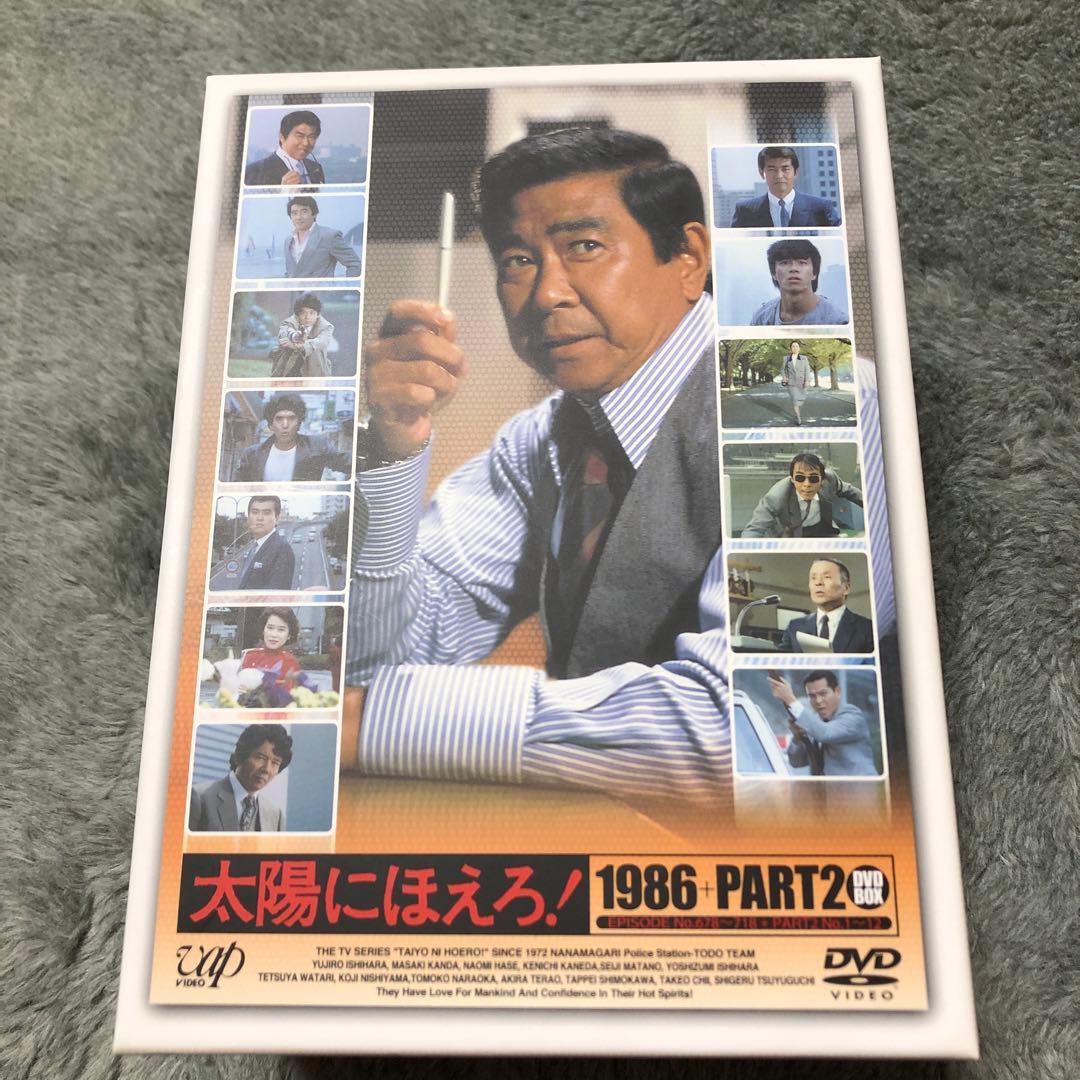 太陽にほえろ!
1986+PART2 DVD BOX
EPISODE No.678～718 + PART2 No.1～12
vap VIDEO
THE TV SERIES "TAIYO NI HOERO!" SINCE 1972 NANAMAGARI Police Station-TODO TEAM
YUJIRO ISHIHARA, MASAKI KANDA, NAOMI HASE, KENICHI KANEDA,SEIJI MATANO, YOSHIZUMI ISHIHARA
TETSUYA WATARI, KOJI NISHIYAMA,TOMOKO NARAOKA, AKIRA TERAO, TAPPEI SHIMOKAWA, TAKEO CHII, SHIGERU TSUYUGUCHI
They Have Love For Mankind And Confidence In Their Hot Spirits!
DVD VIDEO